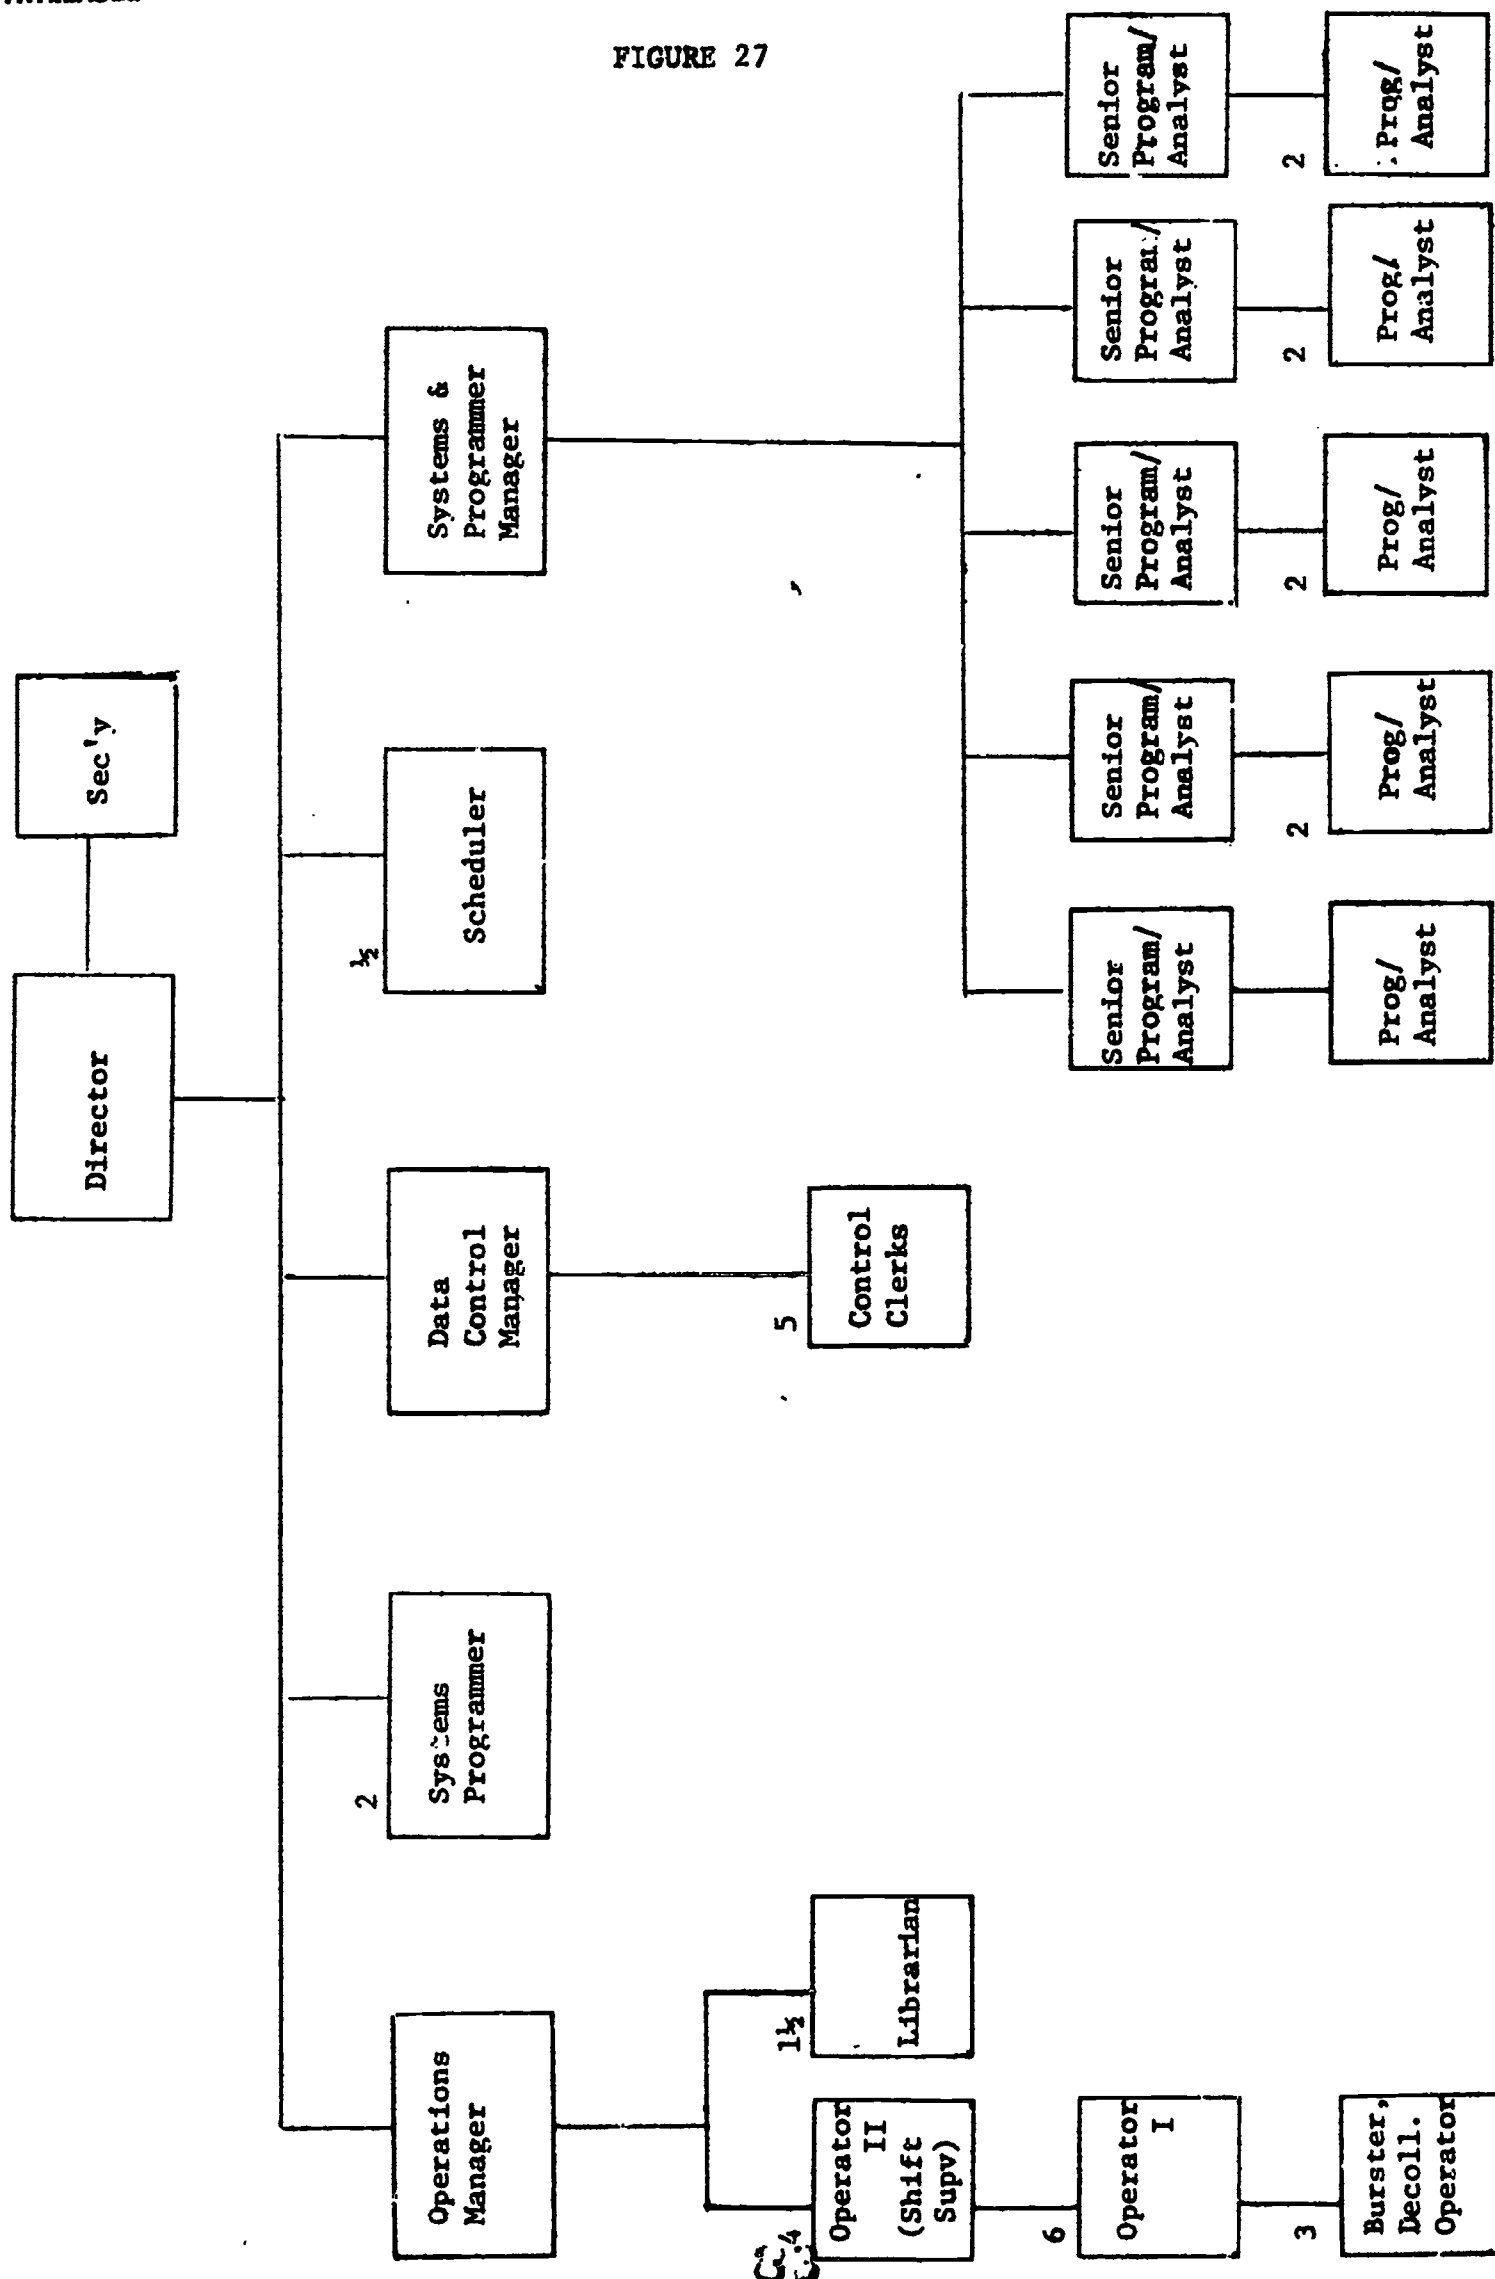 FIGURE 27
Director
Sec'y
Operations
Manager
2
Systems
Programmer
Data
Control
Manager
½
Scheduler
Systems &
Programmer
Manager
4
Operator
II
(Shift
Supv)
1½
Librarian
5
Control
Clerks
6
Operator
I
3
Burster,
Decoll.
Operator
Senior
Program/
Analyst
Senior
Program/
Analyst
Senior
Program/
Analyst
Senior
Program/
Analyst
Senior
Program/
Analyst
Prog/
Analyst
2
Prog/
Analyst
2
Prog/
Analyst
2
Prog/
Analyst
2
Prog/
Analyst